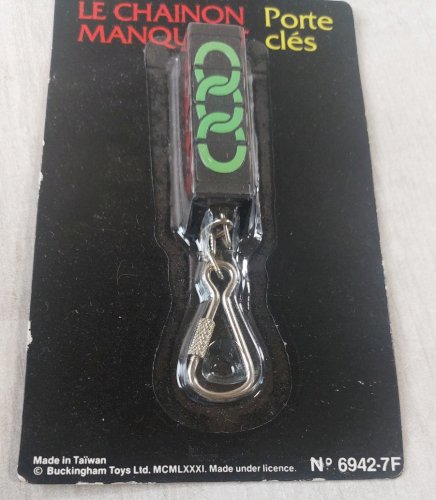 LE CHAINON Porte
MANQU clés
Made in Taïwan
© Buckingham Toys Ltd. MCMLXXXI. Made under licence. Nº 6942-7F